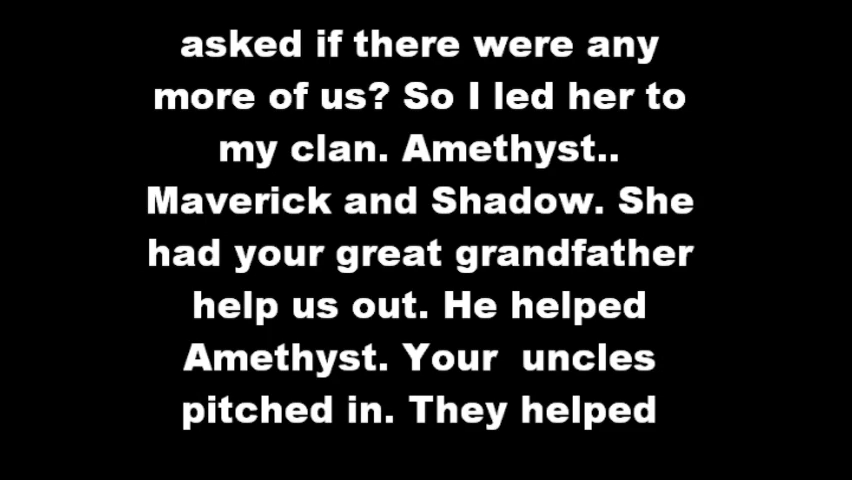 asked if there were any
more of us? So I led her to
my clan. Amethyst..
Maverick and Shadow. She
had your great grandfather
help us out. He helped
Amethyst. Your  uncles
pitched in. They helped